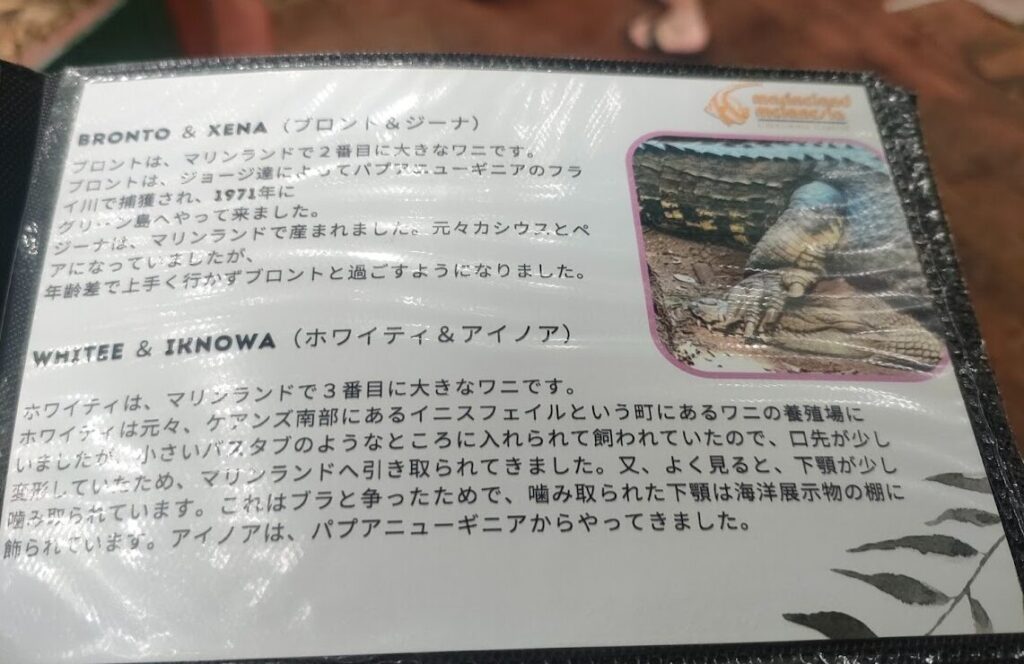 marineland
melanesia
BRONTO & XENA（ブロント＆ジーナ）
ブロントは、マリンランドで２番目に大きなワニです。
ブロントは、ジョージ達によってパプアニューギニアのフラ
イ川で捕獲され、1971年に
グリーン島へやって来ました。
ジーナは、マリンランドで産まれました。元々カシウスとペ
アになっていましたが、
年齢差で上手く行かずブロントと過ごすようになりました。
WHITEE & IKNOWA（ホワイティ＆アイノア）
ホワイティは、マリンランドで３番目に大きなワニです。
ホワイティは元々、ケアンズ南部にあるイニスフェイルという町にあるワニの養殖場に
いましたが、小さいバスタブのようなところに入れられて飼われていたので、口先が少し
変形していたため、マリンランドへ引き取られてきました。又、よく見ると、下顎が少し
噛み取られています。これはブラと争ったためで、噛み取られた下顎は海洋展示物の棚に
飾られています。アイノアは、パプアニューギニアからやってきました。